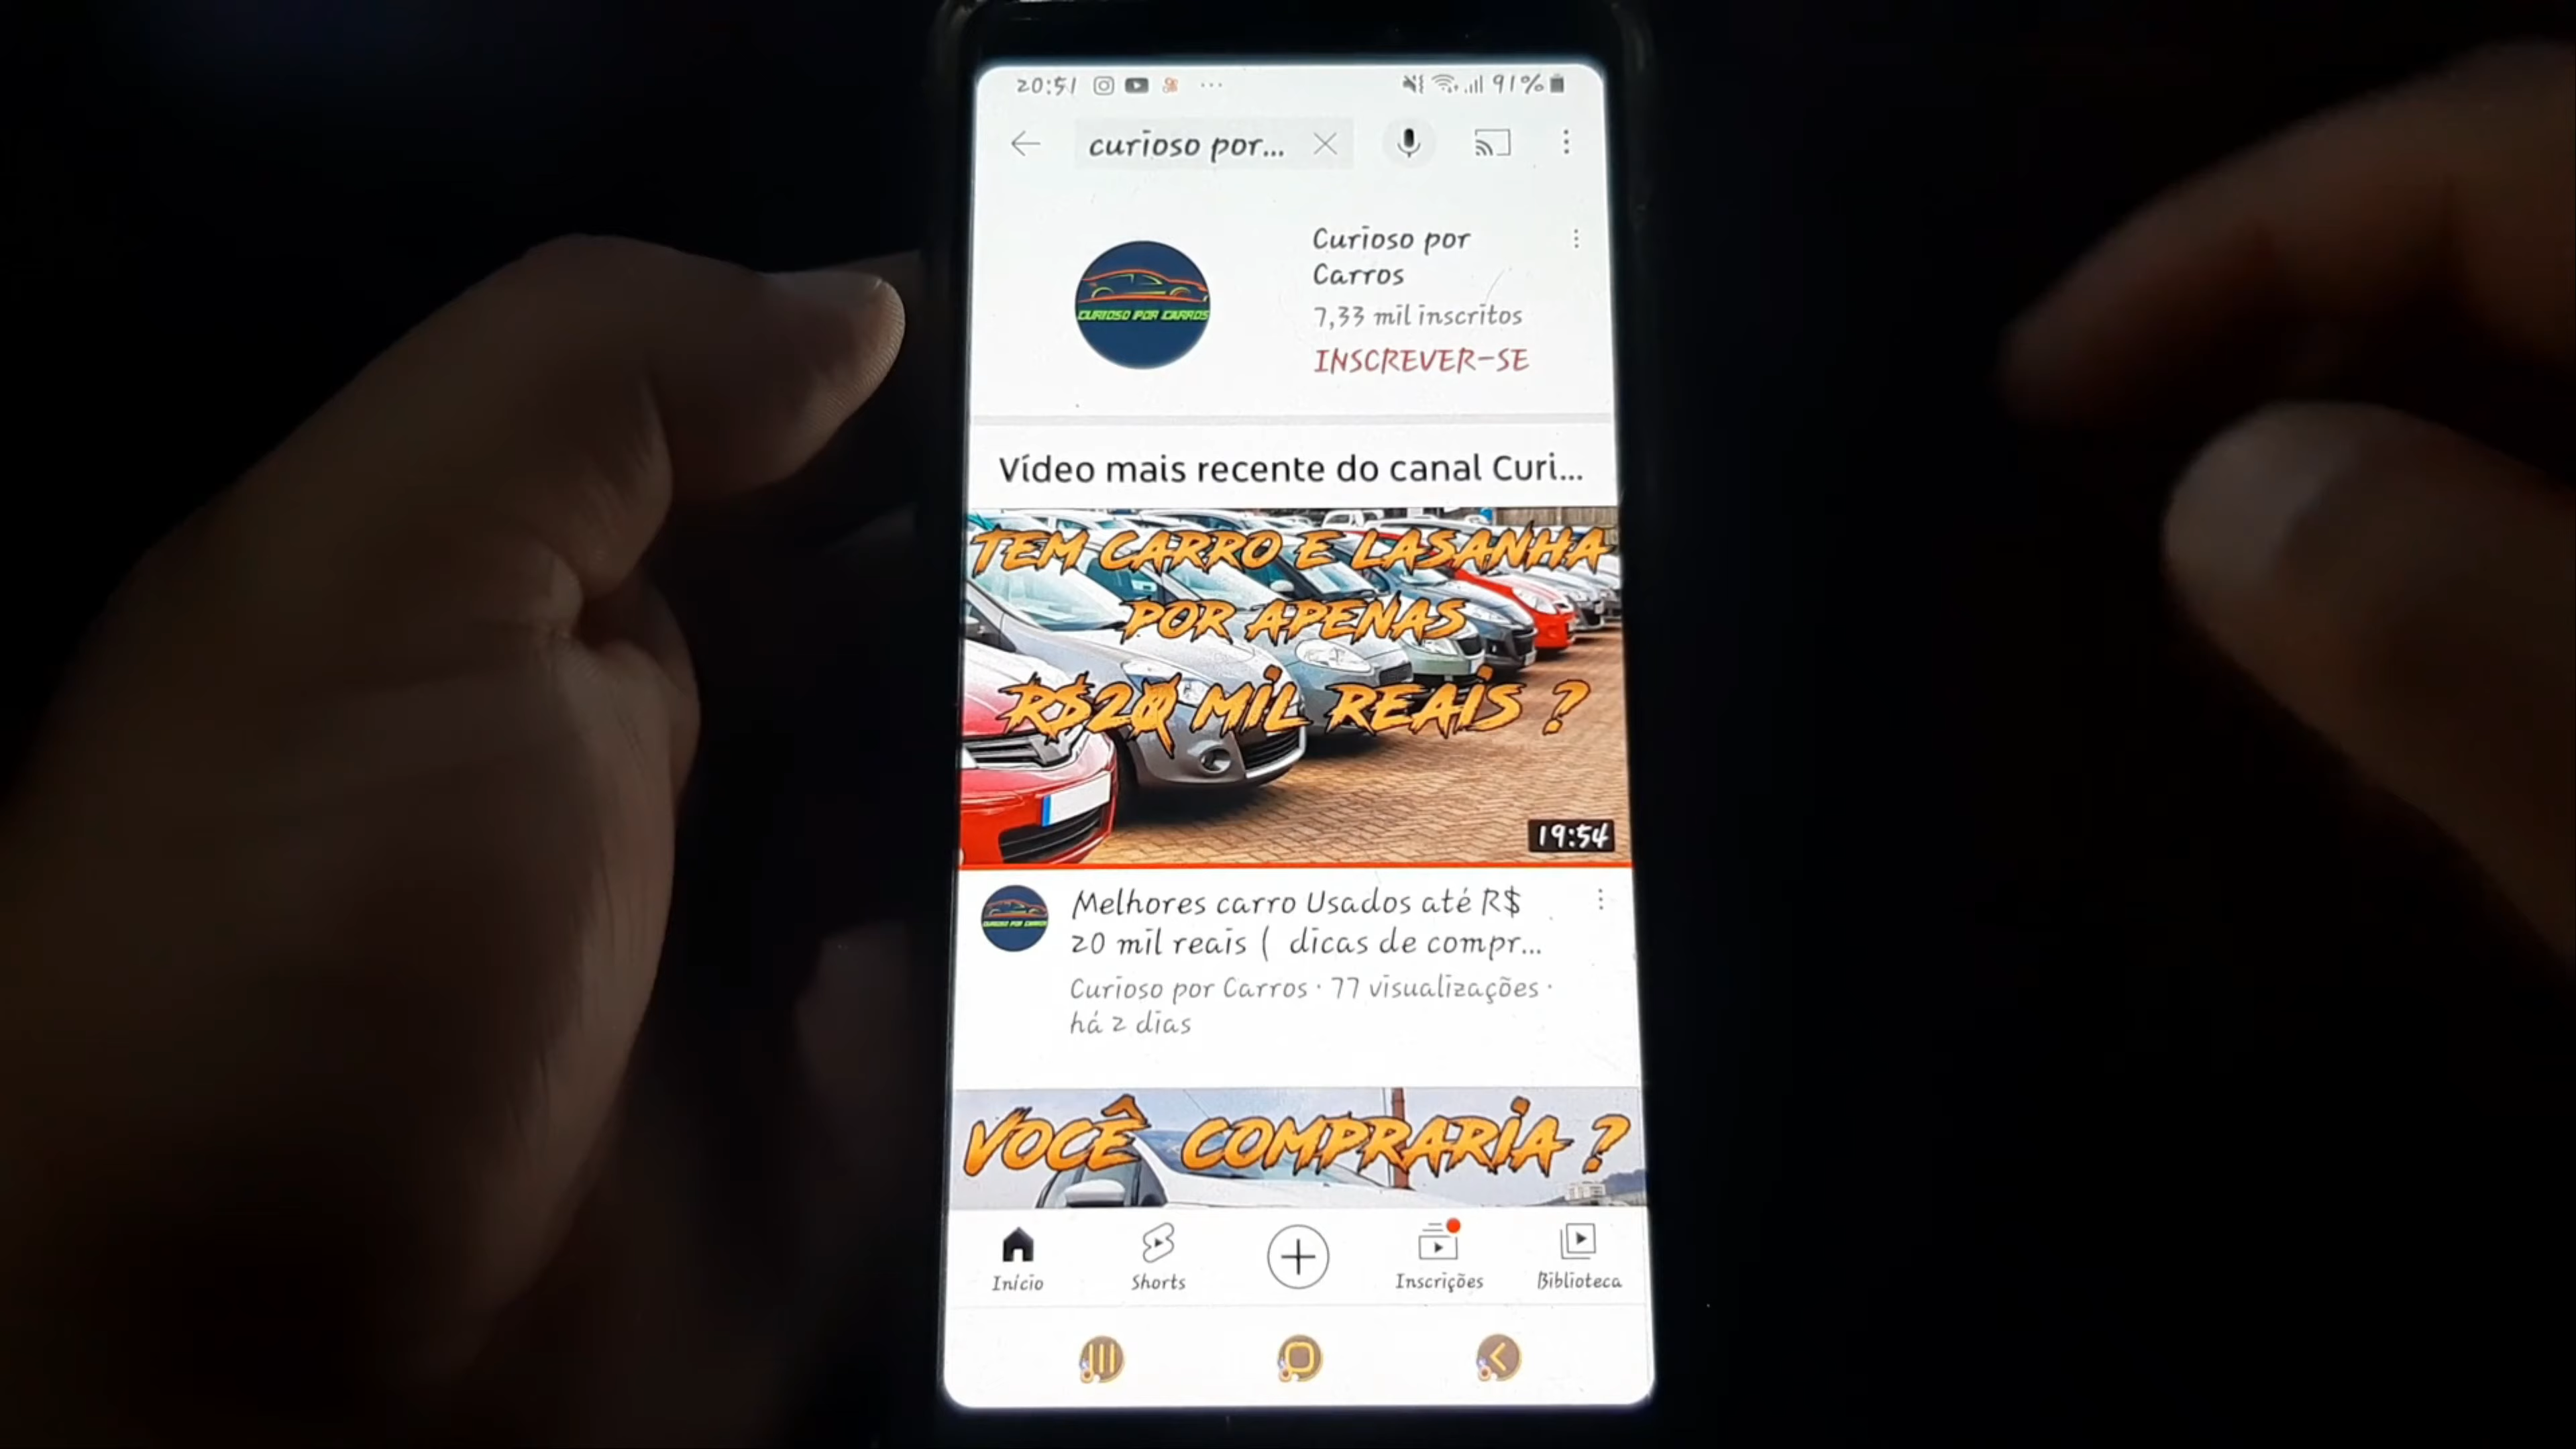 20:51 91%
curioso por...
Curioso por
Carros
CURIOSO POR CARROS
7,33 mil inscritos
INSCREVER-SE
Vídeo mais recente do canal Curi...
TEM CARRO E LASANHA
POR APENAS
R$20 MIL REAIS ?
19:54
Melhores carro Usados até R$
20 mil reais ( dicas de compr...
CURIOSO POR CARROS
Curioso por Carros · 77 visualizações ·
há 2 dias
VOCÊ COMPRARIA ?
Início Shorts Inscrições Biblioteca